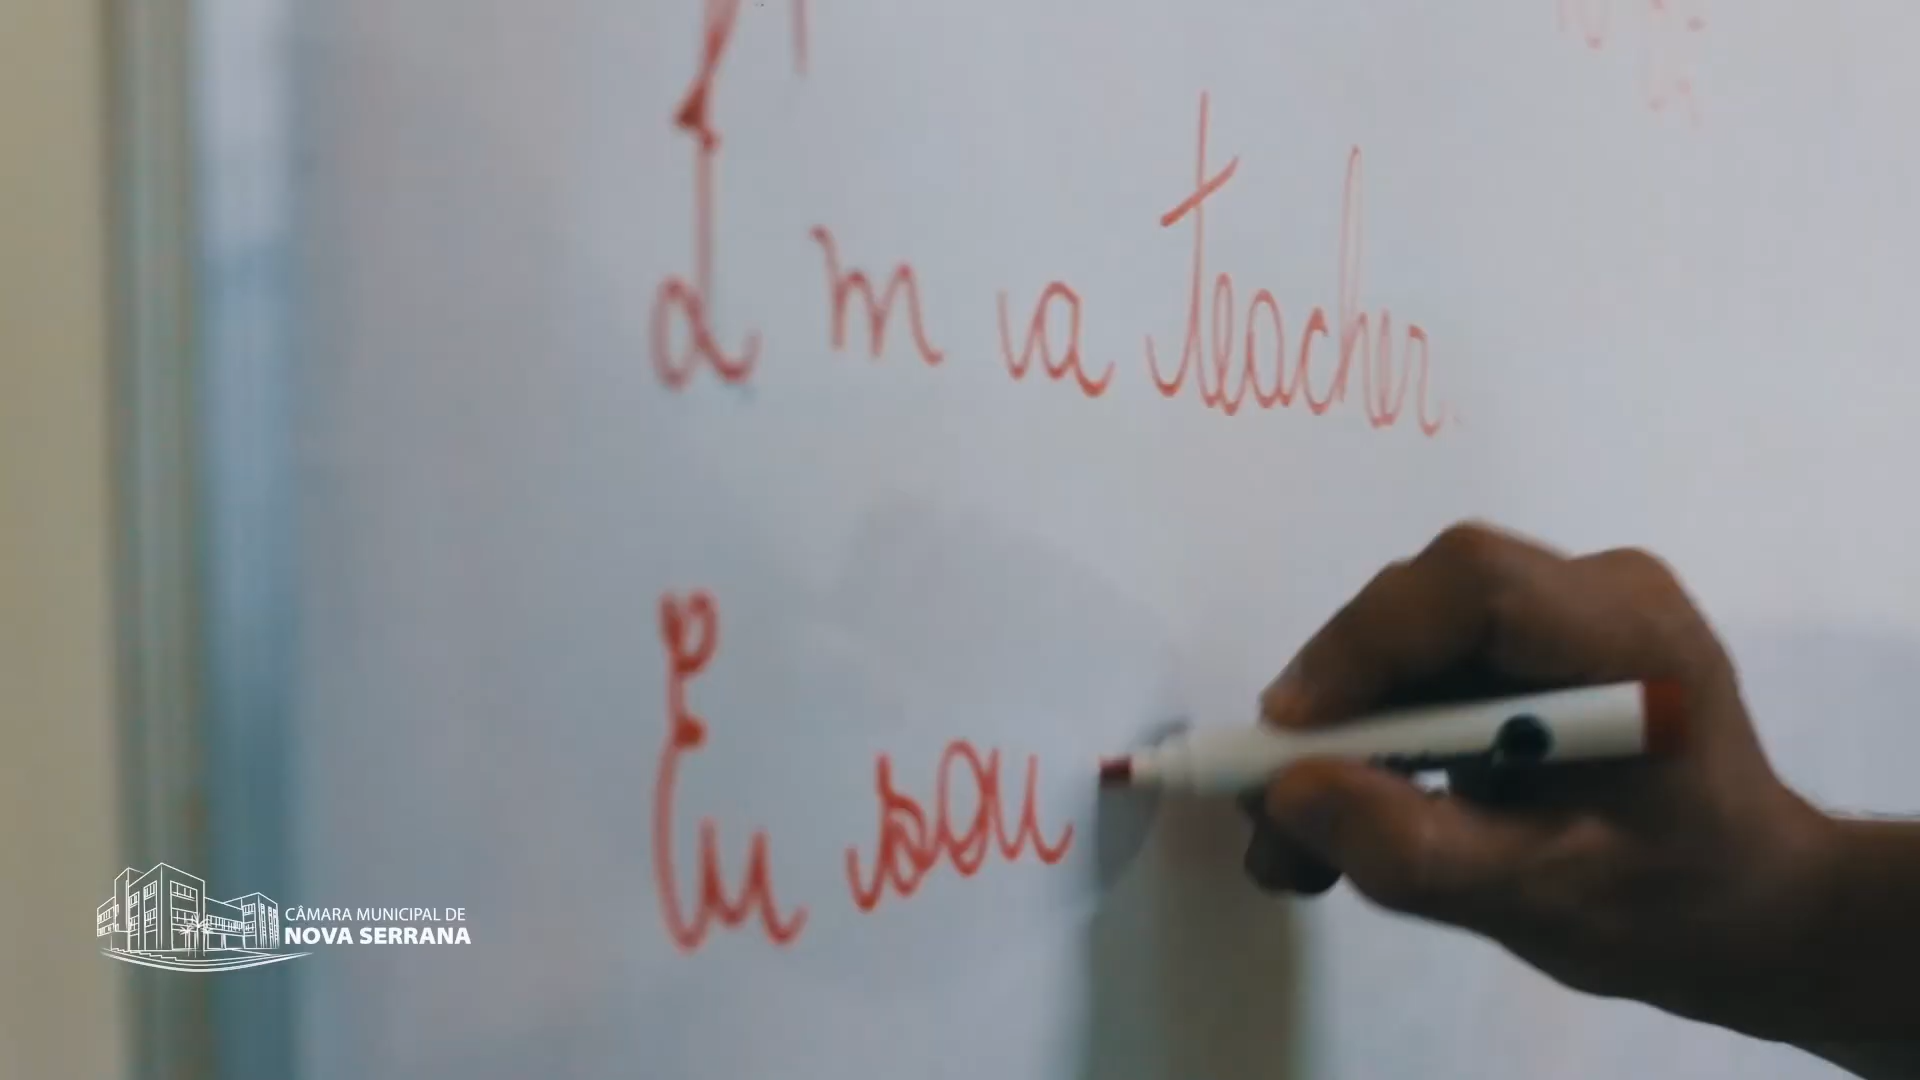 I'm a teacher.
Eu sou
CÂMARA MUNICIPAL DE
NOVA SERRANA